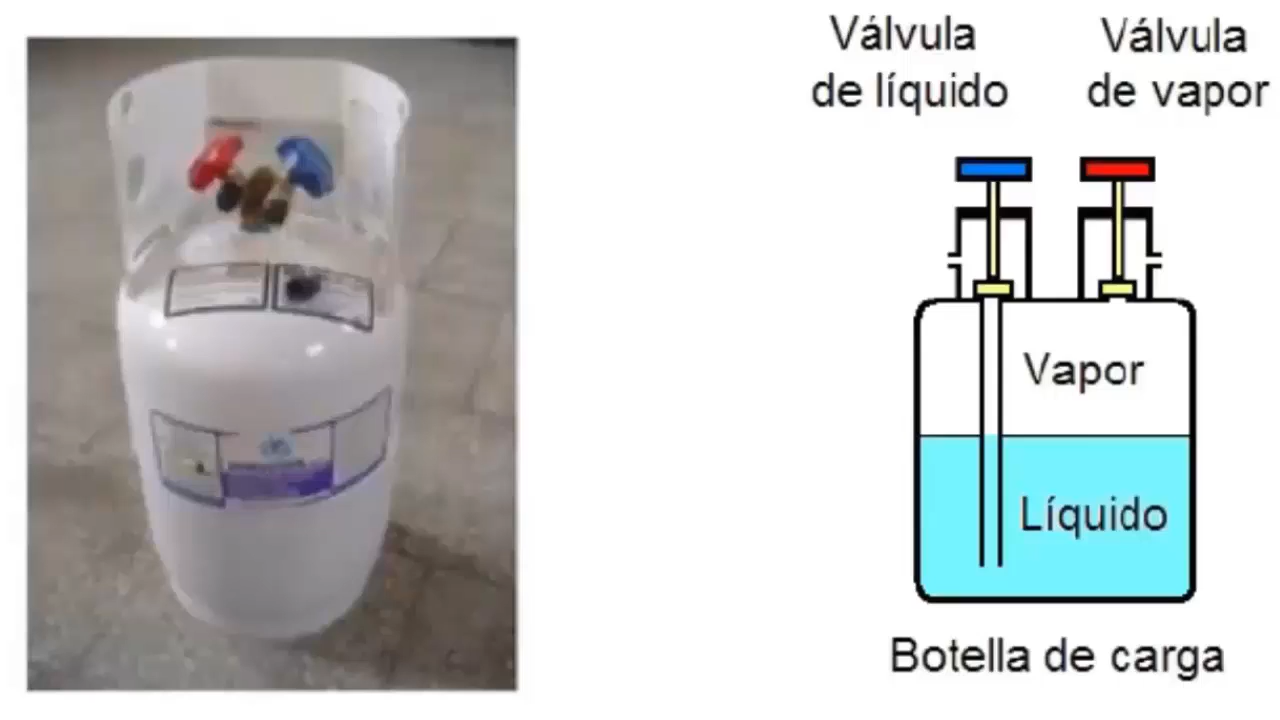 Válvula
de líquido
Válvula
de vapor
Vapor
Líquido
Botella de carga